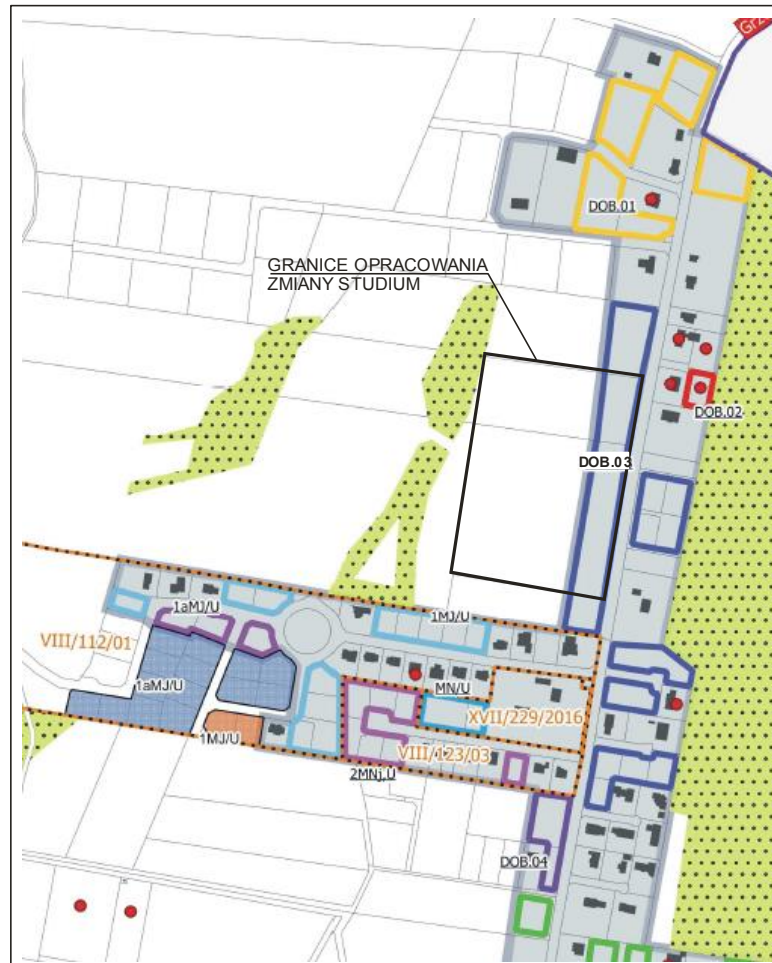 DOB.01
GRANICE OPRACOWANIA
ZMIANY STUDIUM
DOB.02
DOB.03
1aMJ/U
1MJ/U
VIII/112/01
1aMJ/U
MN/U
XVII/229/2016
1MJ/U
VIII/123/03
2MNj,U
DOB.04